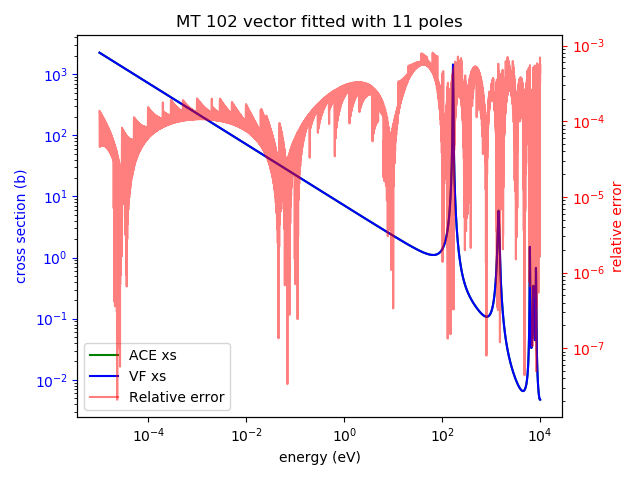 MT 102 vector fitted with 11 poles
cross section (b)
10³
10²
10¹
10⁰
10⁻¹
10⁻²
10⁻³
10⁻⁴
10⁻⁵
10⁻⁶
10⁻⁷
relative error
ACE xs
VF xs
Relative error
10⁻⁴
10⁻²
10⁰
10²
10⁴
energy (eV)